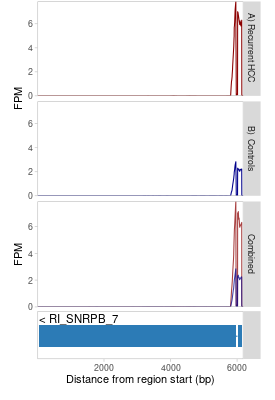 6
4
2
0
FPM
A) Recurrent HCC
6
4
2
0
B) Controls
6
4
2
0
FPM
Combined
< RI_SNRPB_7
2000
4000
6000
Distance from region start (bp)